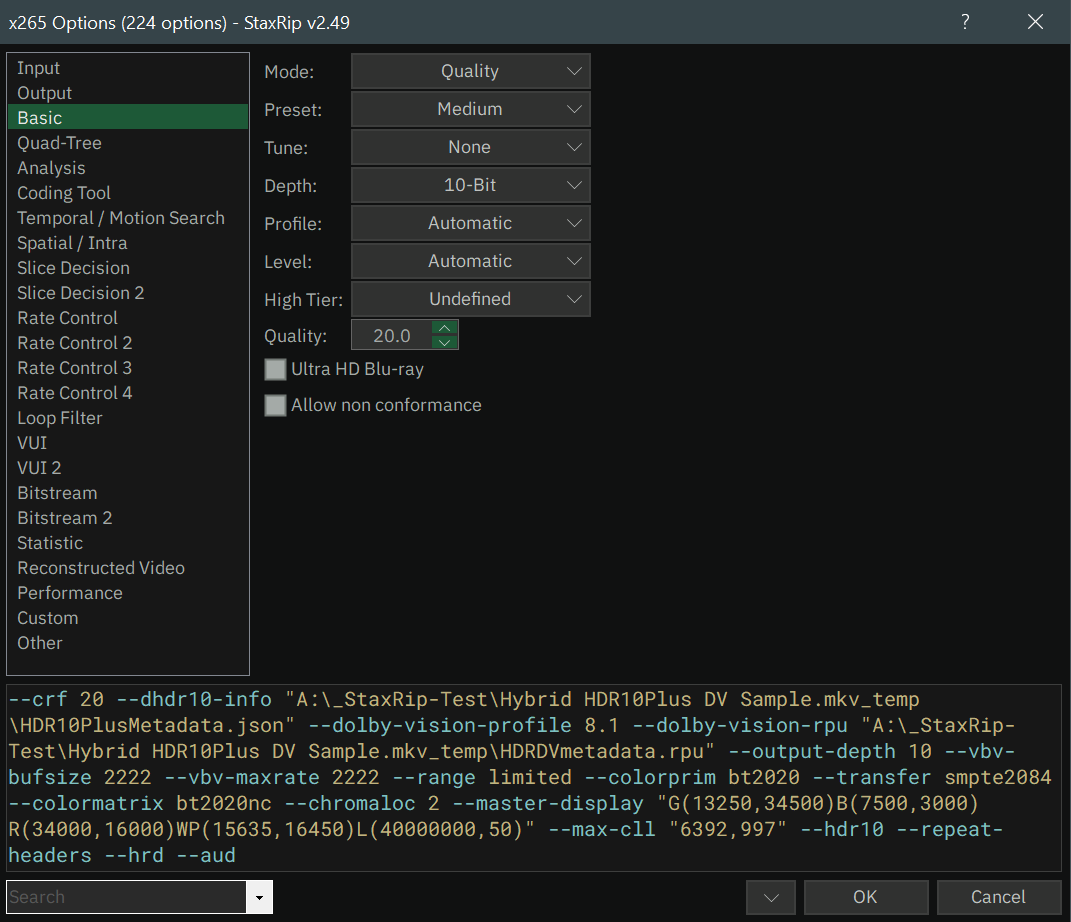 x265 Options (224 options) - StaxRip v2.49
?
Input
Output
Basic
Quad-Tree
Analysis
Coding Tool
Temporal / Motion Search
Spatial / Intra
Slice Decision
Slice Decision 2
Rate Control
Rate Control 2
Rate Control 3
Rate Control 4
Loop Filter
VUI
VUI 2
Bitstream
Bitstream 2
Statistic
Reconstructed Video
Performance
Custom
Other
Mode: Quality
Preset: Medium
Tune: None
Depth: 10-Bit
Profile: Automatic
Level: Automatic
High Tier: Undefined
Quality: 20.0
Ultra HD Blu-ray
Allow non conformance
--crf 20 --dhdr10-info "A:\_StaxRip-Test\Hybrid HDR10Plus DV Sample.mkv_temp
\HDR10PlusMetadata.json" --dolby-vision-profile 8.1 --dolby-vision-rpu "A:\_StaxRip-
Test\Hybrid HDR10Plus DV Sample.mkv_temp\HDRDVmetadata.rpu" --output-depth 10 --vbv-
bufsize 2222 --vbv-maxrate 2222 --range limited --colorprim bt2020 --transfer smpte2084
--colormatrix bt2020nc --chromaloc 2 --master-display "G(13250,34500)B(7500,3000)
R(34000,16000)WP(15635,16450)L(40000000,50)" --max-cll "6392,997" --hdr10 --repeat-
headers --hrd --aud
Search
OK
Cancel